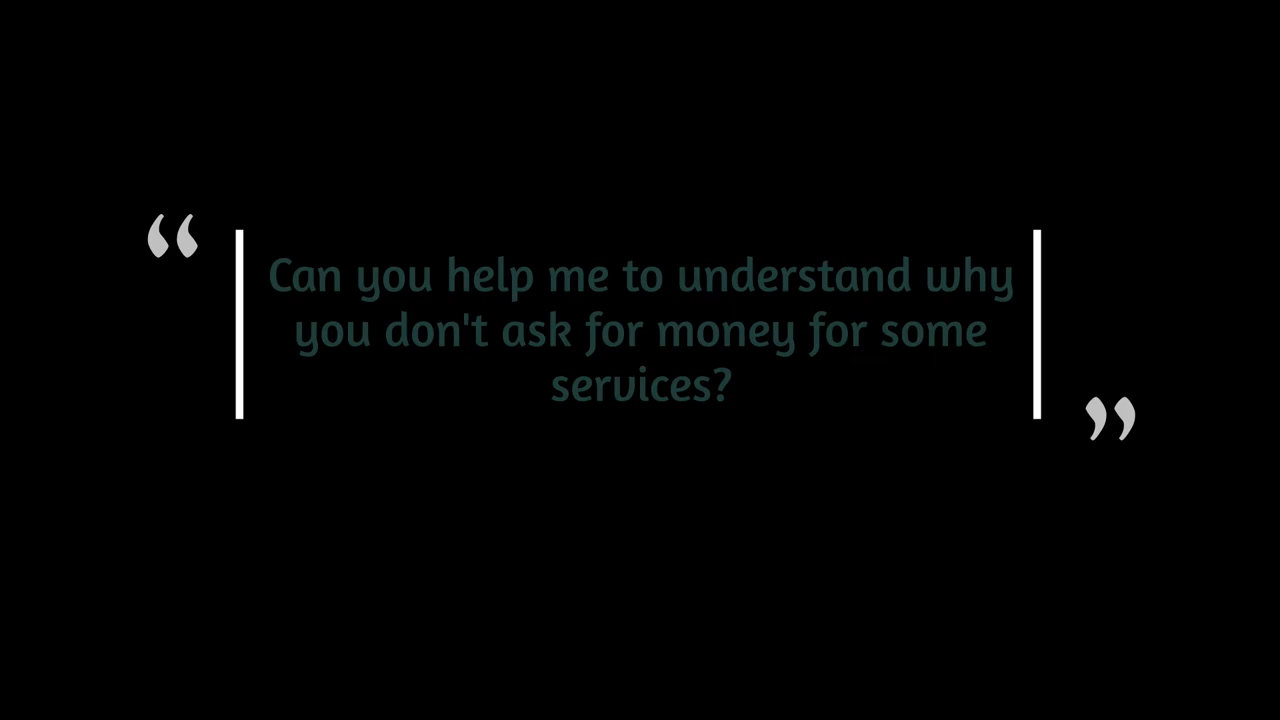 “
Can you help me to understand why
you don't ask for money for some
services?
”